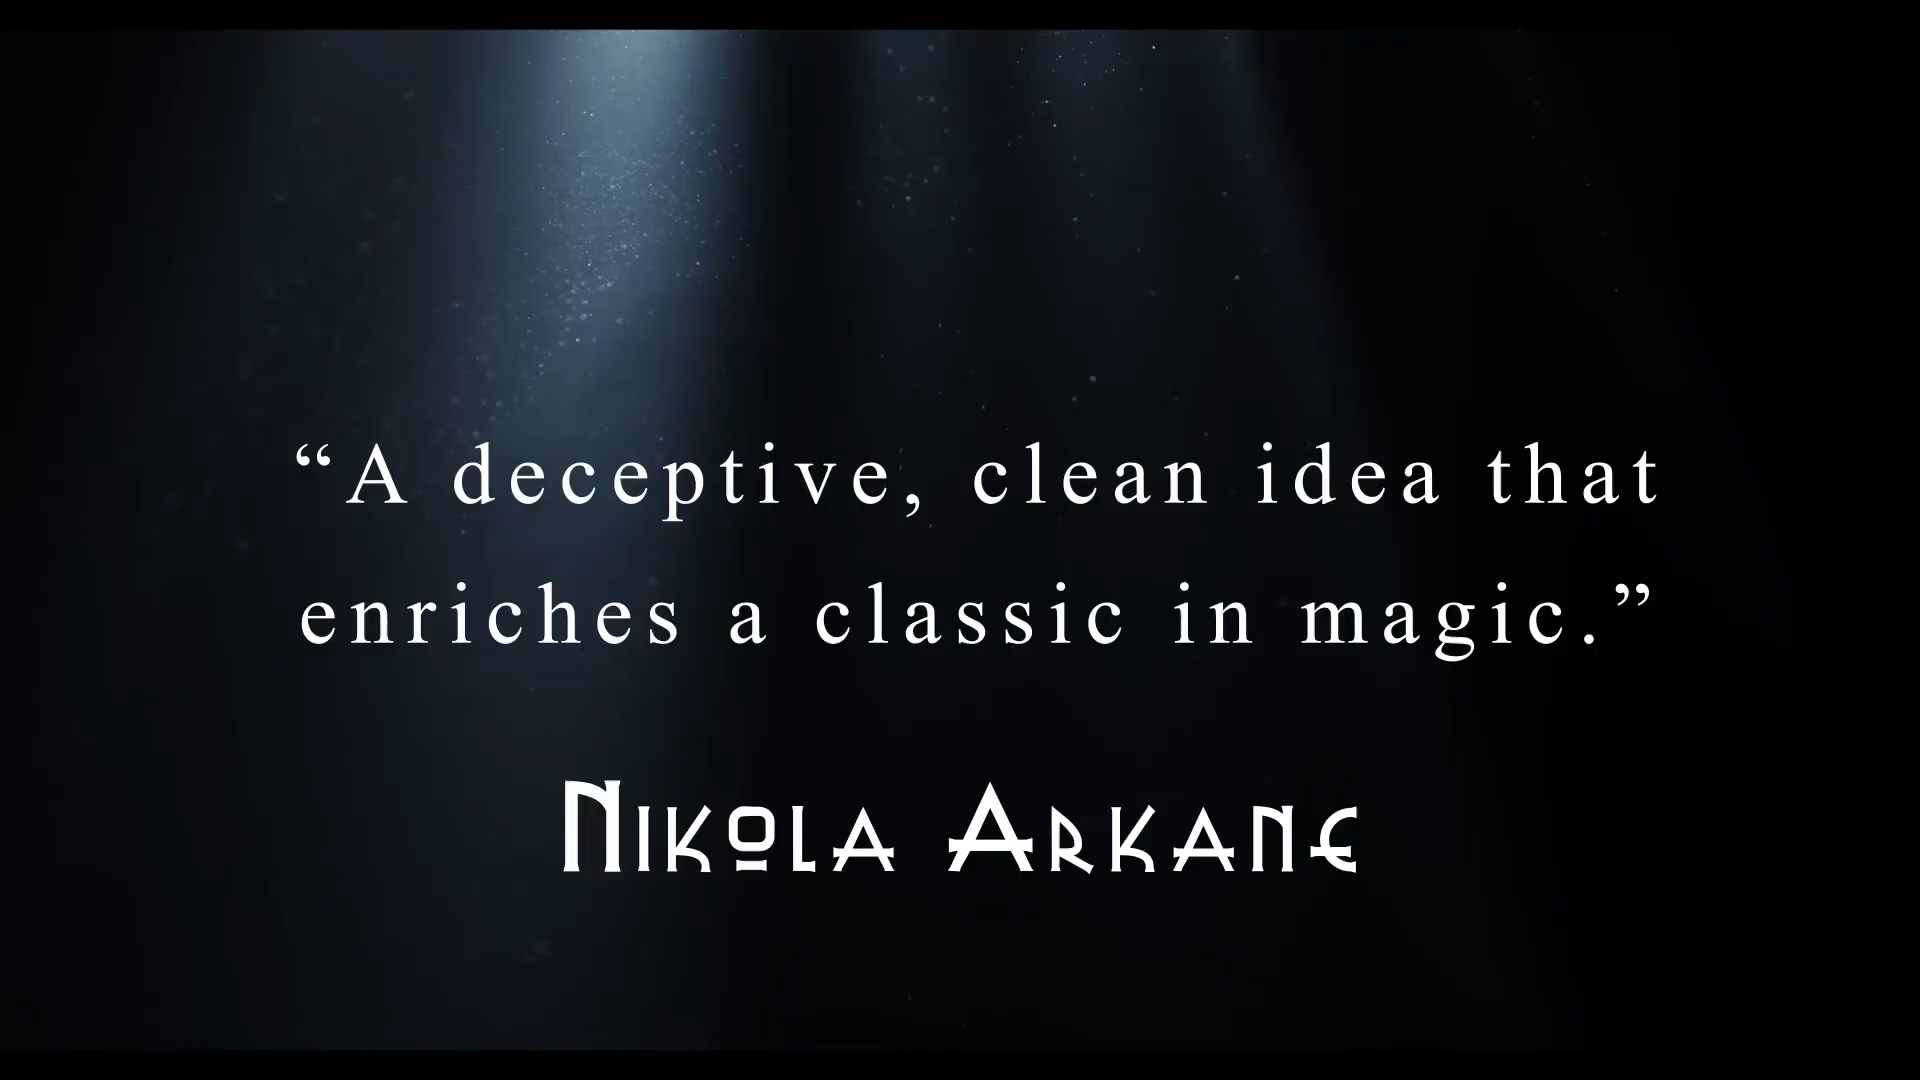 “A deceptive, clean idea that
enriches a classic in magic.”
Nikola Arkane